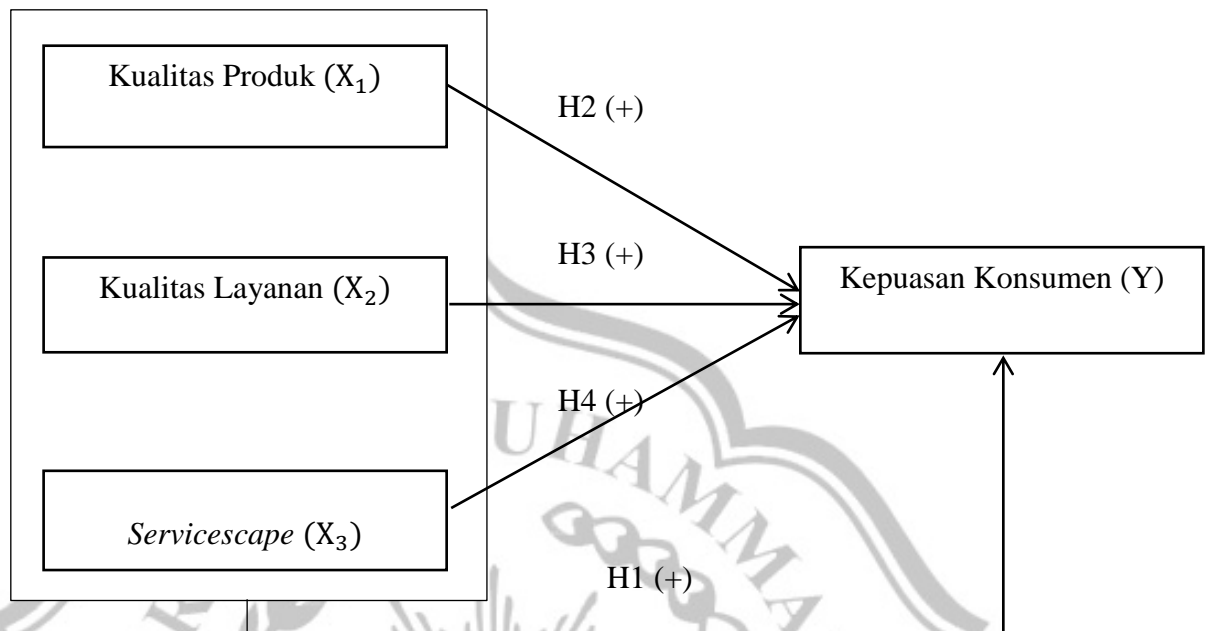 Kualitas Produk (X₁)
H2 (+)
H3 (+)
Kualitas Layanan (X₂)
Kepuasan Konsumen (Y)
H4 (+)
Servicescape (X₃)
H1 (+)